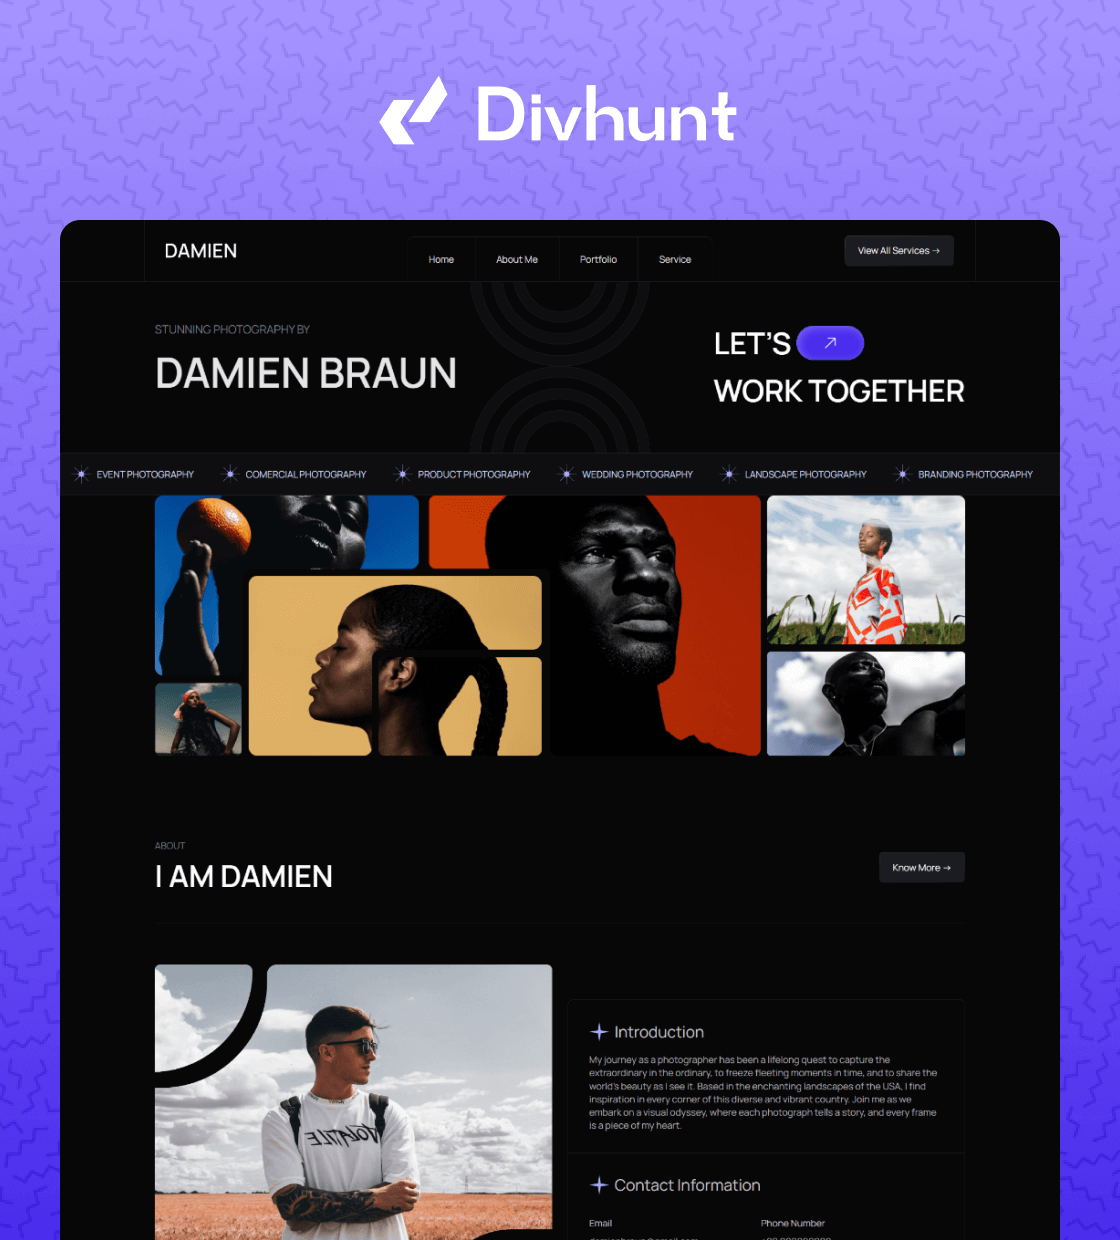 Divhunt
DAMIEN
Home
About Me
Portfolio
Service
View All Services →
STUNNING PHOTOGRAPHY BY
DAMIEN BRAUN
LET'S
WORK TOGETHER
EVENT PHOTOGRAPHY
COMERCIAL PHOTOGRAPHY
PRODUCT PHOTOGRAPHY
WEDDING PHOTOGRAPHY
LANDSCAPE PHOTOGRAPHY
BRANDING PHOTOGRAPHY
ABOUT
I AM DAMIEN
Know More →
VOLATILE
Introduction
My journey as a photographer has been a lifelong quest to capture the
extraordinary in the ordinary, to freeze fleeting moments in time, and to share the
world's beauty as I see it. Based in the enchanting landscapes of the USA, I find
inspiration in every corner of this diverse and vibrant country. Join me as we
embark on a visual odyssey, where each photograph tells a story, and every frame
is a piece of my heart.
Contact Information
Email
Phone Number